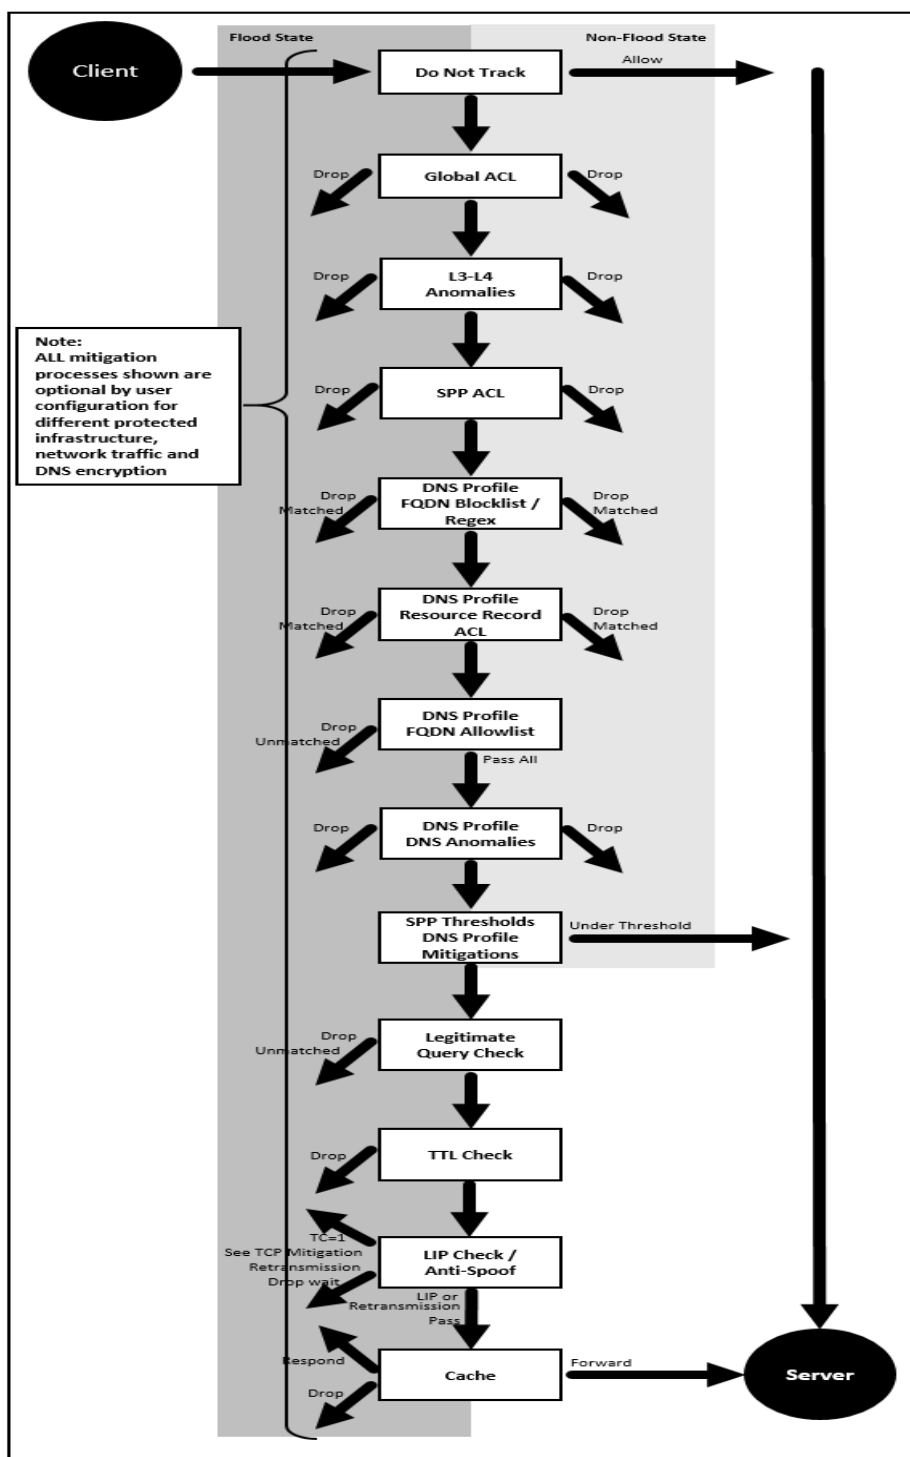 Flood State
Non-Flood State
Client
Do Not Track
Allow
Drop
Global ACL
Drop
Drop
L3-L4
Anomalies
Drop
Note:
ALL mitigation
processes shown are
optional by user
configuration for
different protected
infrastructure,
network traffic and
DNS encryption
Drop
SPP ACL
Drop
Drop
Matched
DNS Profile
FQDN Blocklist /
Regex
Drop
Matched
Drop
Matched
DNS Profile
Resource Record
ACL
Drop
Matched
Drop
Unmatched
DNS Profile
FQDN Allowlist
Pass All
Drop
DNS Profile
DNS Anomalies
Drop
SPP Thresholds
DNS Profile
Mitigations
Under Threshold
Drop
Unmatched
Legitimate
Query Check
Drop
TTL Check
TC=1
See TCP Mitigation
Retransmission
Drop wait
LIP Check /
Anti-Spoof
LIP or
Retransmission
Pass
Respond
Drop
Cache
Forward
Server